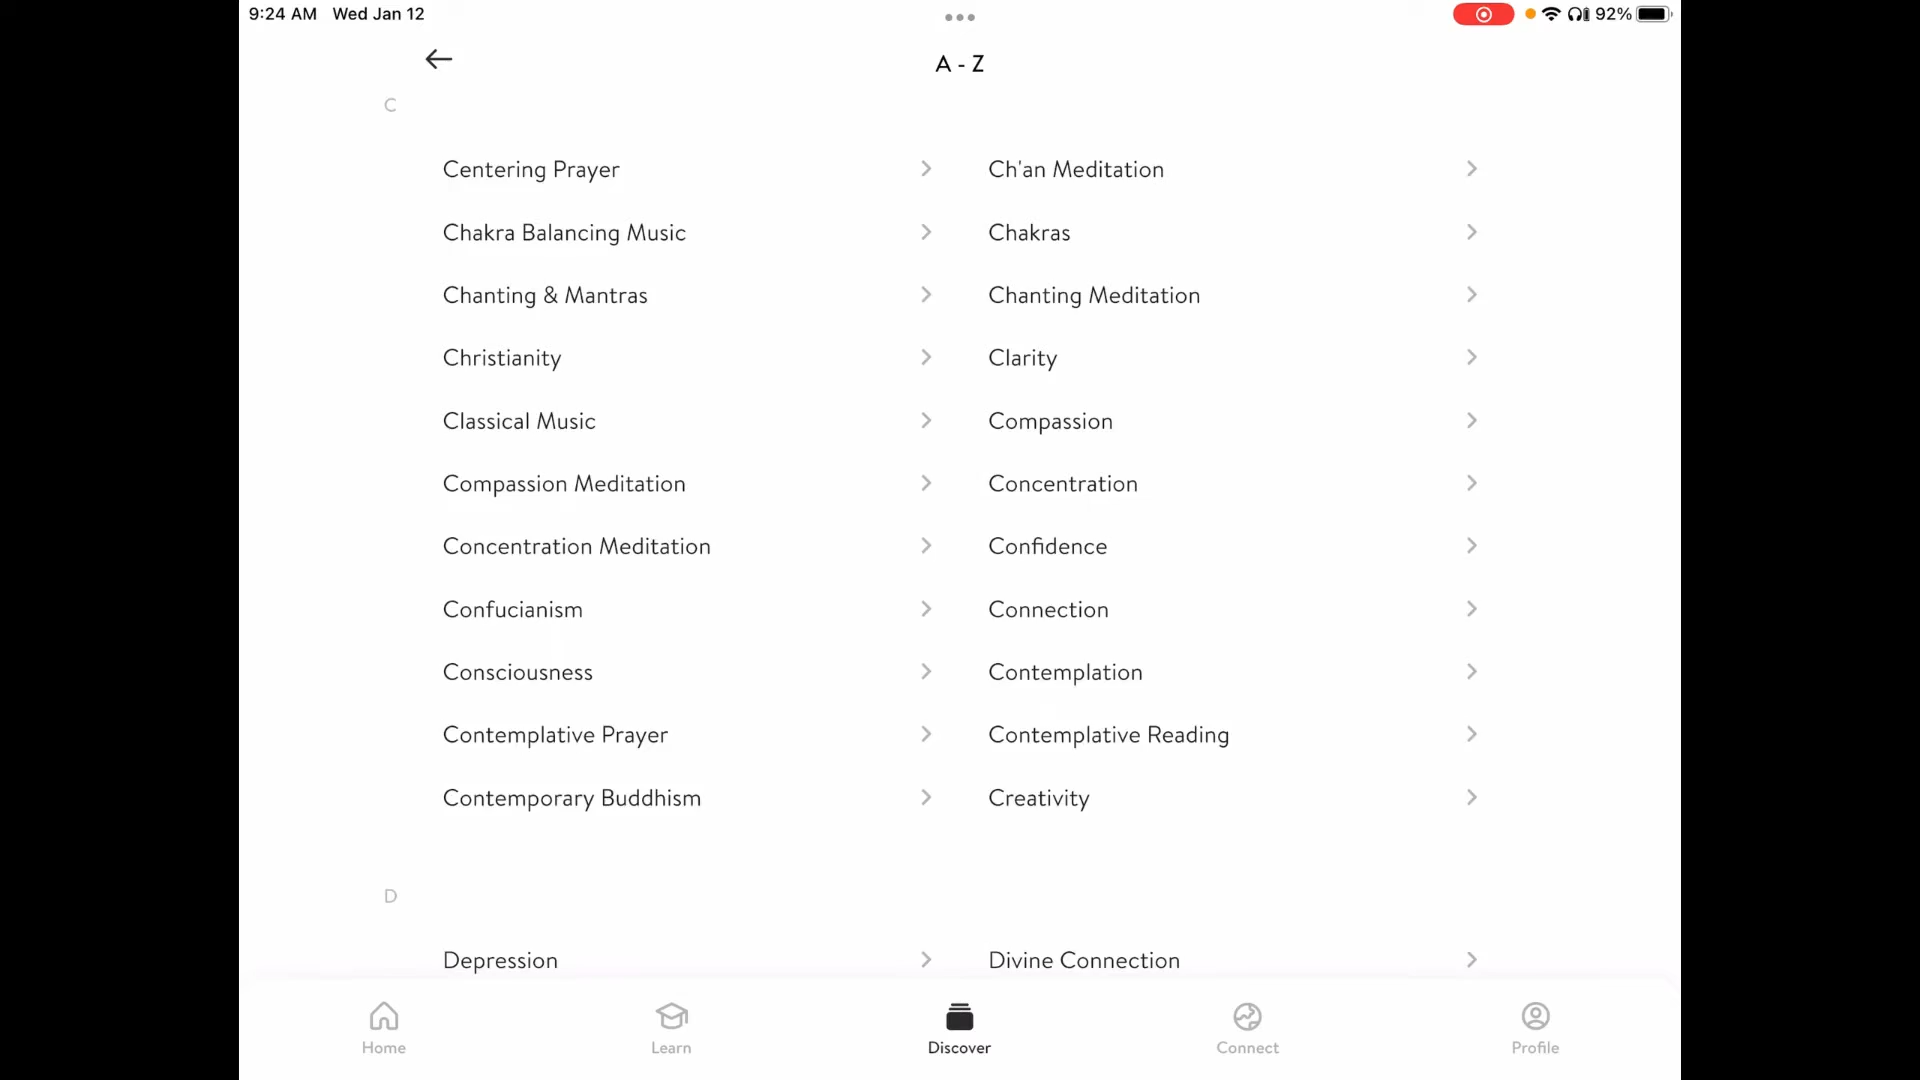 9:24 AM Wed Jan 12
92%
A - Z
C
Centering Prayer
Ch'an Meditation
Chakra Balancing Music
Chakras
Chanting & Mantras
Chanting Meditation
Christianity
Clarity
Classical Music
Compassion
Compassion Meditation
Concentration
Concentration Meditation
Confidence
Confucianism
Connection
Consciousness
Contemplation
Contemplative Prayer
Contemplative Reading
Contemporary Buddhism
Creativity
D
Depression
Divine Connection
Home
Learn
Discover
Connect
Profile